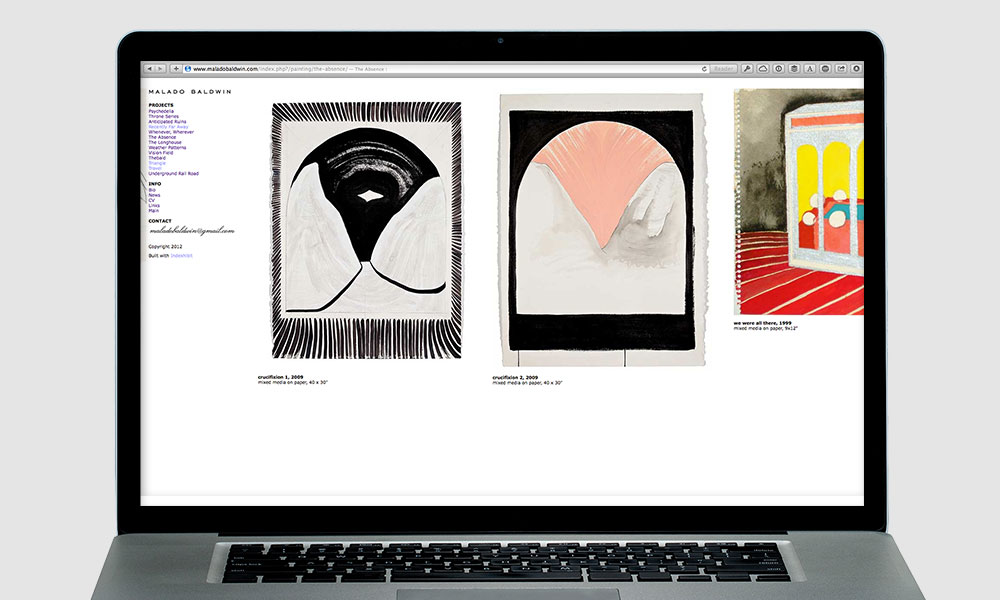 www.maladobaldwin.com/index.php?/painting/the-absence/ — The Absence :
Reader
MALADO BALDWIN
PROJECTS
Psychedelia
Throne Series
Anticipated Ruins
Recently Far Away
Whenever, Wherever
The Absence
The Longhouse
Weather Patterns
Vision Field
Thebaid
Triangle
Travel
Underground Rail Road
INFO
Bio
News
CV
Links
Main
CONTACT
maladobaldwin@gmail.com
Copyright 2012
Built with Indexhibit
crucifixion 1, 2009
mixed media on paper, 40 x 30"
crucifixion 2, 2009
mixed media on paper, 40 x 30"
we were all there, 1999
mixed media on paper, 9x12"